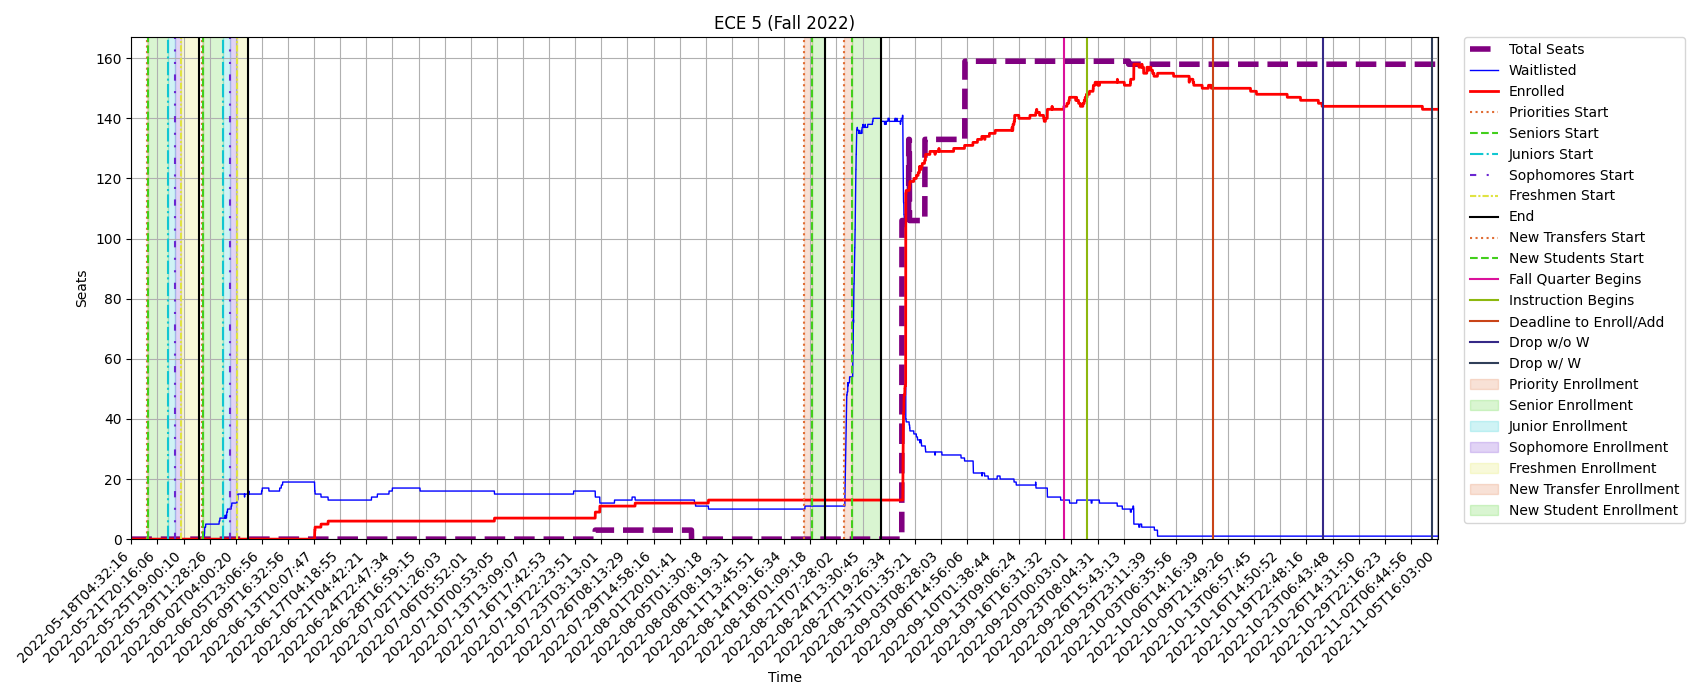 ECE 5 (Fall 2022)
Seats
160
140
120
100
80
60
40
20
0
2022-05-18T04:32:16
2022-05-21T20:16:06
2022-05-25T19:00:10
2022-05-29T11:28:26
2022-06-02T04:00:20
2022-06-05T23:06:56
2022-06-09T16:32:56
2022-06-13T10:07:47
2022-06-17T04:18:55
2022-06-21T04:42:21
2022-06-24T22:47:34
2022-06-28T16:59:15
2022-07-02T11:26:03
2022-07-06T05:52:01
2022-07-10T00:53:05
2022-07-13T13:09:07
2022-07-16T17:42:53
2022-07-19T22:23:51
2022-07-23T03:13:01
2022-07-26T08:13:29
2022-07-29T14:58:16
2022-08-01T20:01:41
2022-08-05T01:30:18
2022-08-08T08:19:31
2022-08-11T13:45:51
2022-08-14T19:16:34
2022-08-18T01:09:18
2022-08-21T07:28:02
2022-08-24T13:30:45
2022-08-27T19:26:34
2022-08-31T01:35:21
2022-09-03T08:28:03
2022-09-06T14:56:06
2022-09-10T01:38:44
2022-09-13T09:06:24
2022-09-16T16:31:32
2022-09-20T00:03:01
2022-09-23T08:04:31
2022-09-26T15:43:13
2022-09-29T23:11:39
2022-10-03T06:35:56
2022-10-06T14:16:39
2022-10-09T21:49:26
2022-10-13T06:57:45
2022-10-16T14:50:52
2022-10-19T22:48:16
2022-10-23T06:43:48
2022-10-26T14:31:50
2022-10-29T22:16:23
2022-11-02T06:44:56
2022-11-05T16:03:00
Time
Total Seats
Waitlisted
Enrolled
Priorities Start
Seniors Start
Juniors Start
Sophomores Start
Freshmen Start
End
New Transfers Start
New Students Start
Fall Quarter Begins
Instruction Begins
Deadline to Enroll/Add
Drop w/o W
Drop w/ W
Priority Enrollment
Senior Enrollment
Junior Enrollment
Sophomore Enrollment
Freshmen Enrollment
New Transfer Enrollment
New Student Enrollment